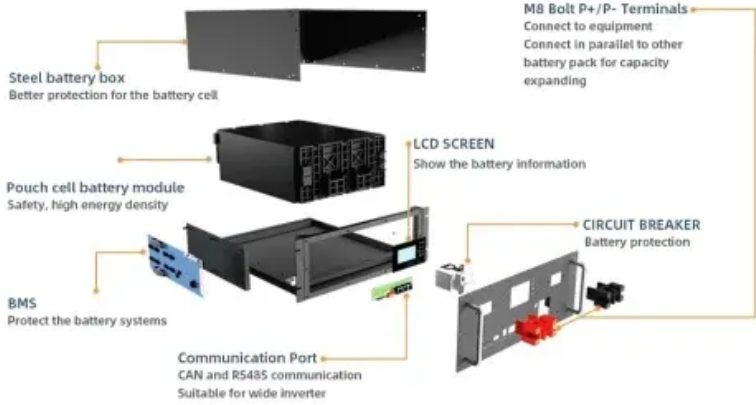 M8 Bolt P+/P- Terminals
Connect to equipment
Connect in parallel to other
battery pack for capacity
expanding
Steel battery box
Better protection for the battery cell
LCD SCREEN
Show the battery information
Pouch cell battery module
Safety, high energy density
CIRCUIT BREAKER
Battery protection
BMS
Protect the battery systems
Communication Port
CAN and RS485 communication
Suitable for wide inverter